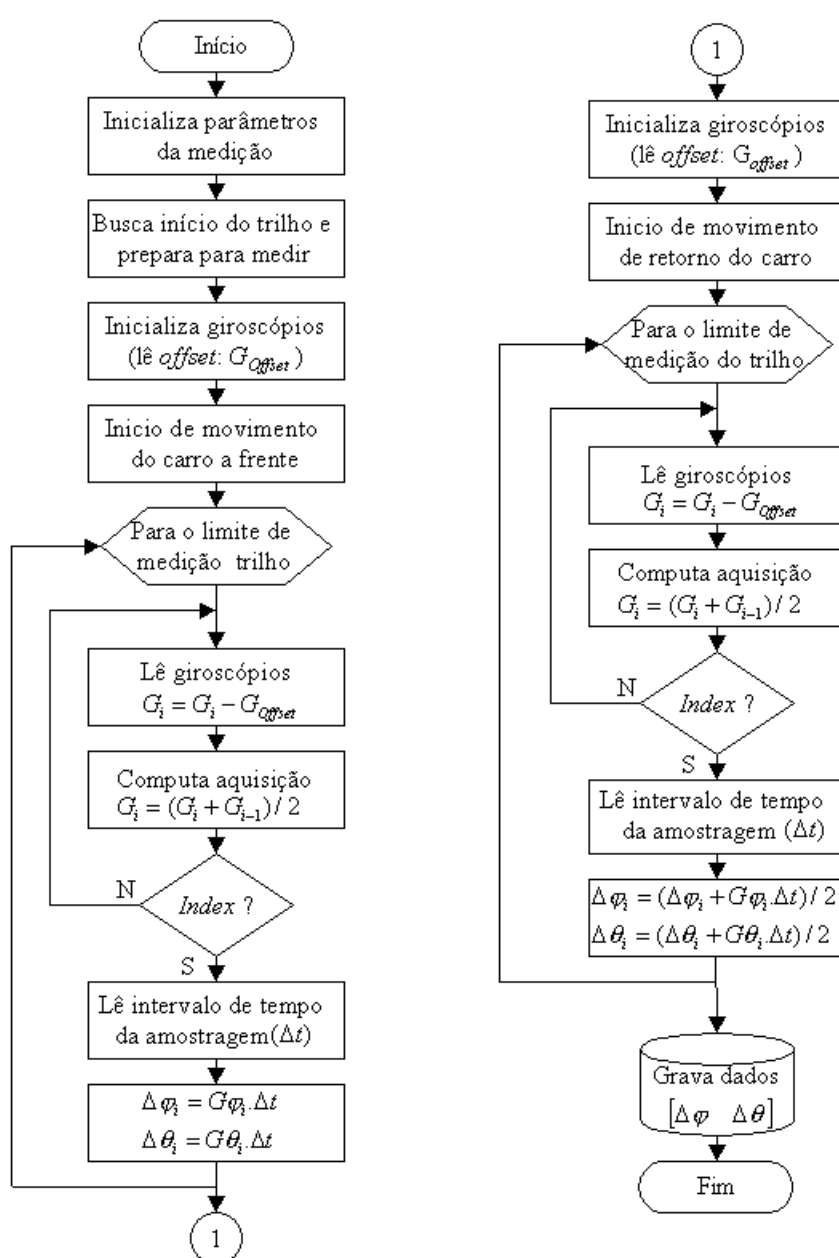 Início
Inicializa parâmetros
da medição
Busca início do trilho e
prepara para medir
Inicializa giroscópios
(lê offset: G_Offset)
Inicio de movimento
do carro a frente
Para o limite de
medição trilho
Lê giroscópios
G_i = G_i − G_Offset
Computa aquisição
G_i = (G_i + G_{i−1}) / 2
N
Index ?
S
Lê intervalo de tempo
da amostragem(Δt)
Δφ_i = Gφ_i.Δt
Δθ_i = Gθ_i.Δt
1
1
Inicializa giroscópios
(lê offset: G_offset)
Inicio de movimento
de retorno do carro
Para o limite de
medição do trilho
Lê giroscópios
G_i = G_i − G_Offset
Computa aquisição
G_i = (G_i + G_{i−1}) / 2
N
Index ?
S
Lê intervalo de tempo
da amostragem (Δt)
Δφ_i = (Δφ_i + Gφ_i.Δt) / 2
Δθ_i = (Δθ_i + Gθ_i.Δt) / 2
Grava dados
[Δφ Δθ]
Fim